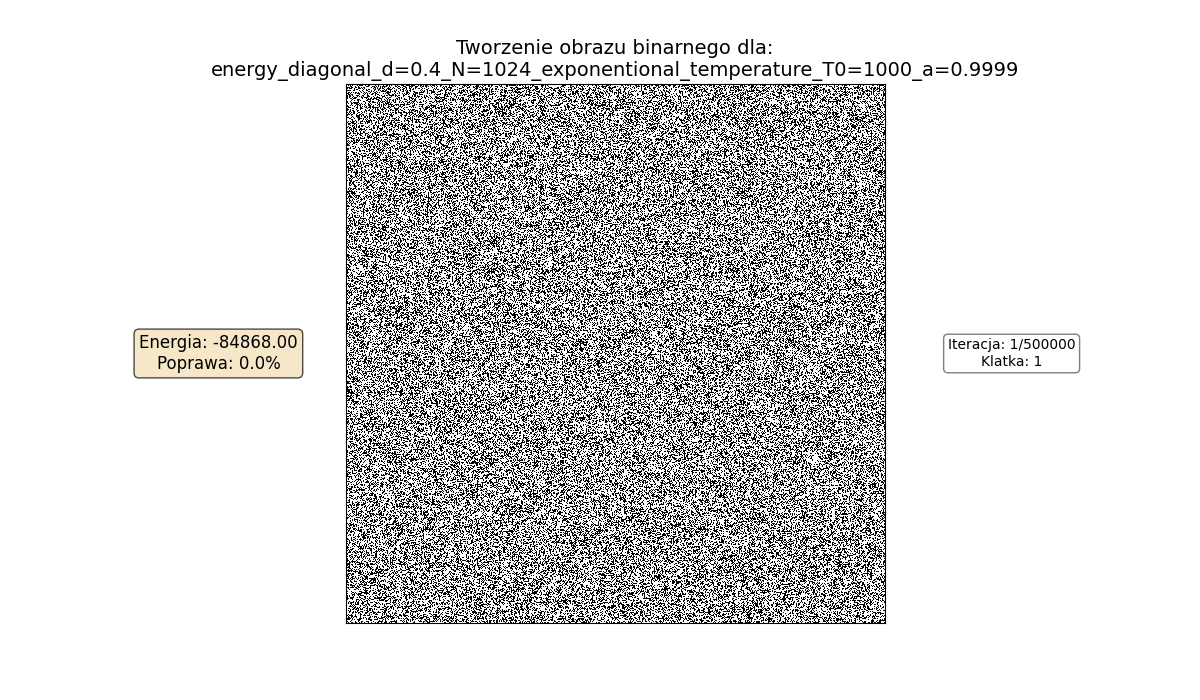 Tworzenie obrazu binarnego dla:
energy_diagonal_d=0.4_N=1024_exponentional_temperature_T0=1000_a=0.9999
Energia: -84868.00
Poprawa: 0.0%
Iteracja: 1/500000
Klatka: 1